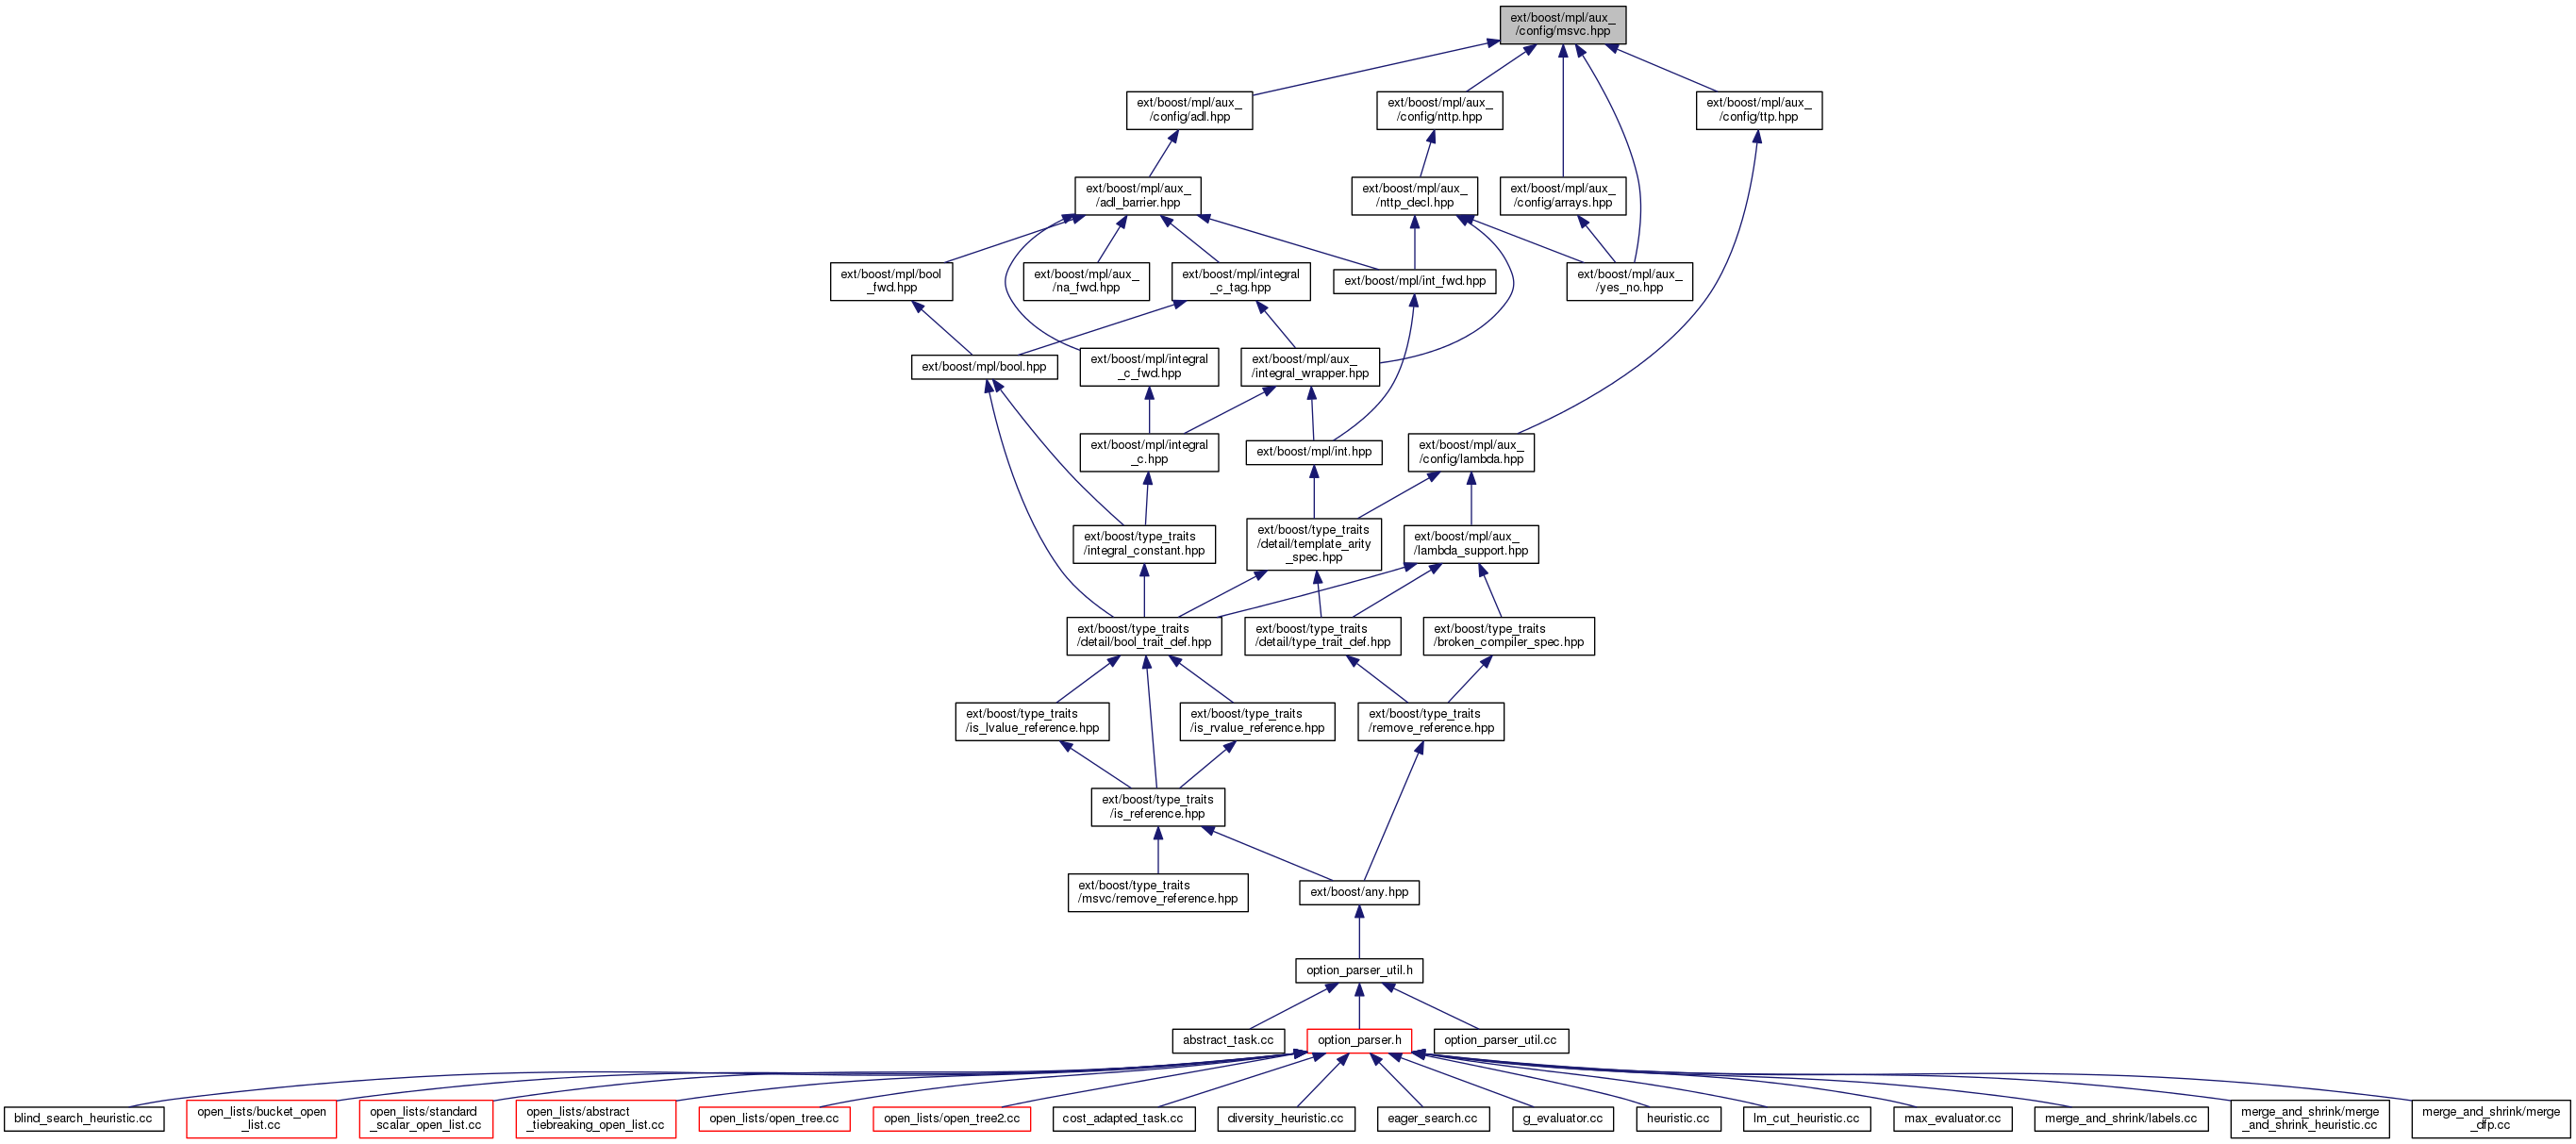 ext/boost/mpl/aux_
/config/msvc.hpp
ext/boost/mpl/aux_
/config/adl.hpp
ext/boost/mpl/aux_
/config/nttp.hpp
ext/boost/mpl/aux_
/config/ttp.hpp
ext/boost/mpl/aux_
/adl_barrier.hpp
ext/boost/mpl/aux_
/nttp_decl.hpp
ext/boost/mpl/aux_
/config/arrays.hpp
ext/boost/mpl/bool
_fwd.hpp
ext/boost/mpl/aux_
/na_fwd.hpp
ext/boost/mpl/integral
_c_tag.hpp
ext/boost/mpl/int_fwd.hpp
ext/boost/mpl/aux_
/yes_no.hpp
ext/boost/mpl/bool.hpp
ext/boost/mpl/integral
_c_fwd.hpp
ext/boost/mpl/aux_
/integral_wrapper.hpp
ext/boost/mpl/integral
_c.hpp
ext/boost/mpl/int.hpp
ext/boost/mpl/aux_
/config/lambda.hpp
ext/boost/type_traits
/integral_constant.hpp
ext/boost/type_traits
/detail/template_arity
_spec.hpp
ext/boost/mpl/aux_
/lambda_support.hpp
ext/boost/type_traits
/detail/bool_trait_def.hpp
ext/boost/type_traits
/detail/type_trait_def.hpp
ext/boost/type_traits
/broken_compiler_spec.hpp
ext/boost/type_traits
/is_lvalue_reference.hpp
ext/boost/type_traits
/is_rvalue_reference.hpp
ext/boost/type_traits
/remove_reference.hpp
ext/boost/type_traits
/is_reference.hpp
ext/boost/type_traits
/msvc/remove_reference.hpp
ext/boost/any.hpp
option_parser_util.h
abstract_task.cc
option_parser.h
option_parser_util.cc
blind_search_heuristic.cc
open_lists/bucket_open
_list.cc
open_lists/standard
_scalar_open_list.cc
open_lists/abstract
_tiebreaking_open_list.cc
open_lists/open_tree.cc
open_lists/open_tree2.cc
cost_adapted_task.cc
diversity_heuristic.cc
eager_search.cc
g_evaluator.cc
heuristic.cc
lm_cut_heuristic.cc
max_evaluator.cc
merge_and_shrink/labels.cc
merge_and_shrink/merge
_and_shrink_heuristic.cc
merge_and_shrink/merge
_dfp.cc